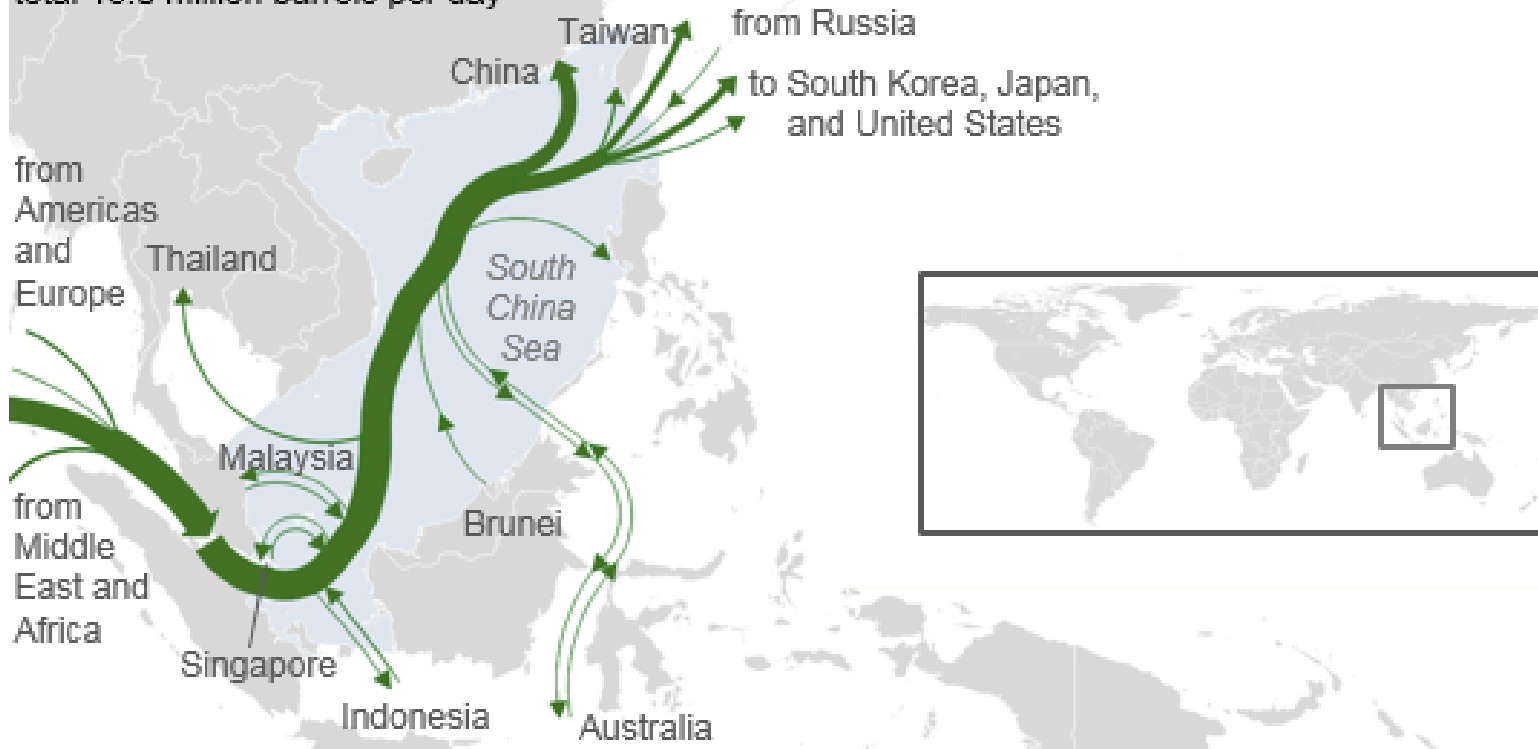 Taiwan
from Russia
China
to South Korea, Japan,
and United States
from
Americas
and
Europe
Thailand
South
China
Sea
Malaysia
Brunei
from
Middle
East and
Africa
Singapore
Indonesia
Australia